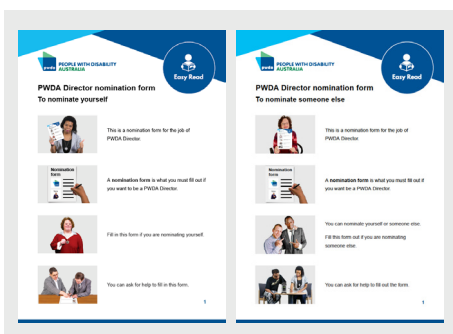 pwda
PEOPLE WITH DISABILITY
AUSTRALIA
Easy Read
PWDA Director nomination form
To nominate yourself
This is a nomination form for the job of
PWDA Director.
Nomination
form
A nomination form is what you must fill out if
you want to be a PWDA Director.
Fill in this form if you are nominating yourself.
You can ask for help to fill in this form.
1
pwda
PEOPLE WITH DISABILITY
AUSTRALIA
Easy Read
PWDA Director nomination form
To nominate someone else
This is a nomination form for the job of
PWDA Director.
Nomination
form
A nomination form is what you must fill out if
you want to be a PWDA Director.
You can nominate yourself or someone else.
Fill this form out if you are nominating
someone else.
You can ask for help to fill out the form.
1